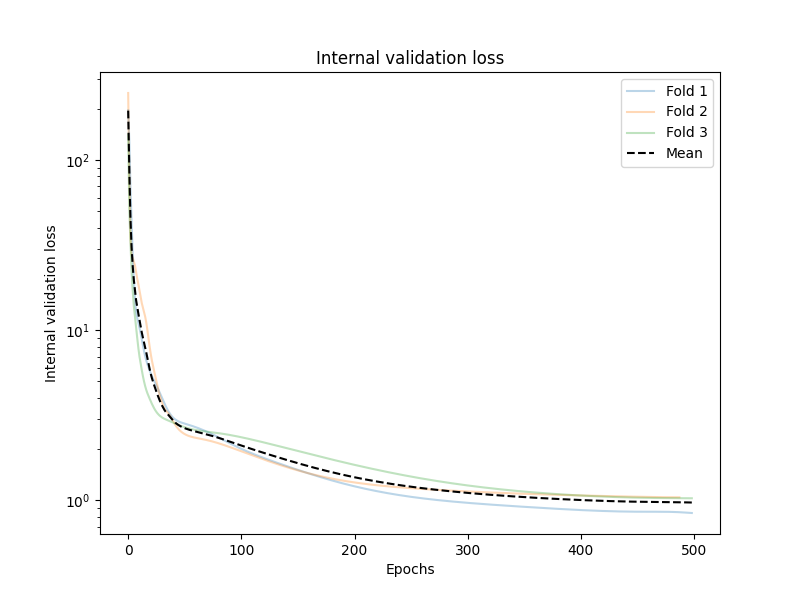 Internal validation loss
Fold 1
Fold 2
Fold 3
Mean
10²
10¹
10⁰
Internal validation loss
0 100 200 300 400 500
Epochs